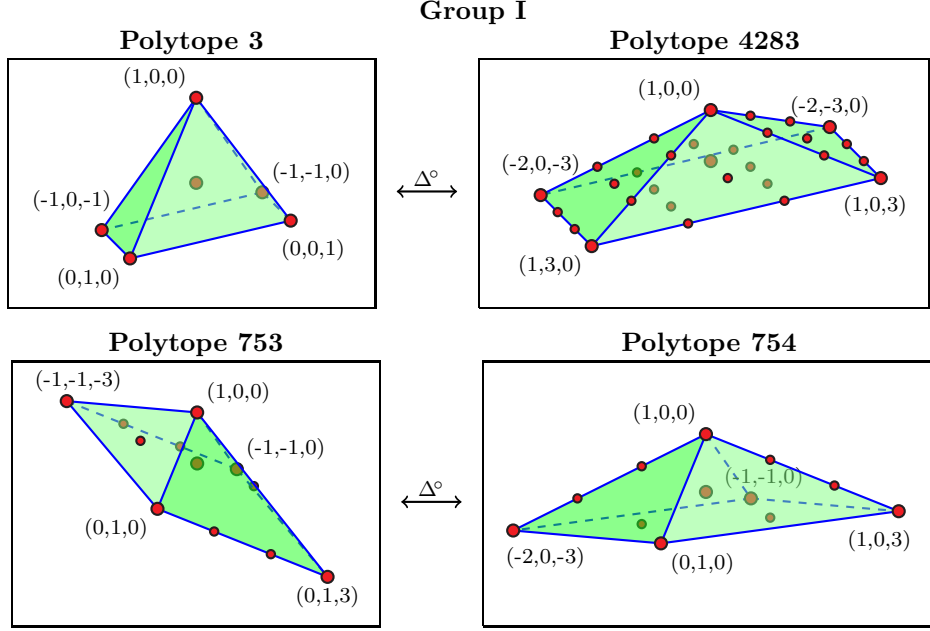 Group I
Polytope 3
Polytope 4283
(1,0,0)
(-1,-1,0)
(-1,0,-1)
(0,0,1)
(0,1,0)
Δ°
(1,0,0)
(-2,-3,0)
(-2,0,-3)
(1,0,3)
(1,3,0)
Polytope 753
Polytope 754
(-1,-1,-3)
(1,0,0)
(-1,-1,0)
(0,1,0)
(0,1,3)
Δ°
(1,0,0)
(-1,-1,0)
(1,0,3)
(-2,0,-3)
(0,1,0)